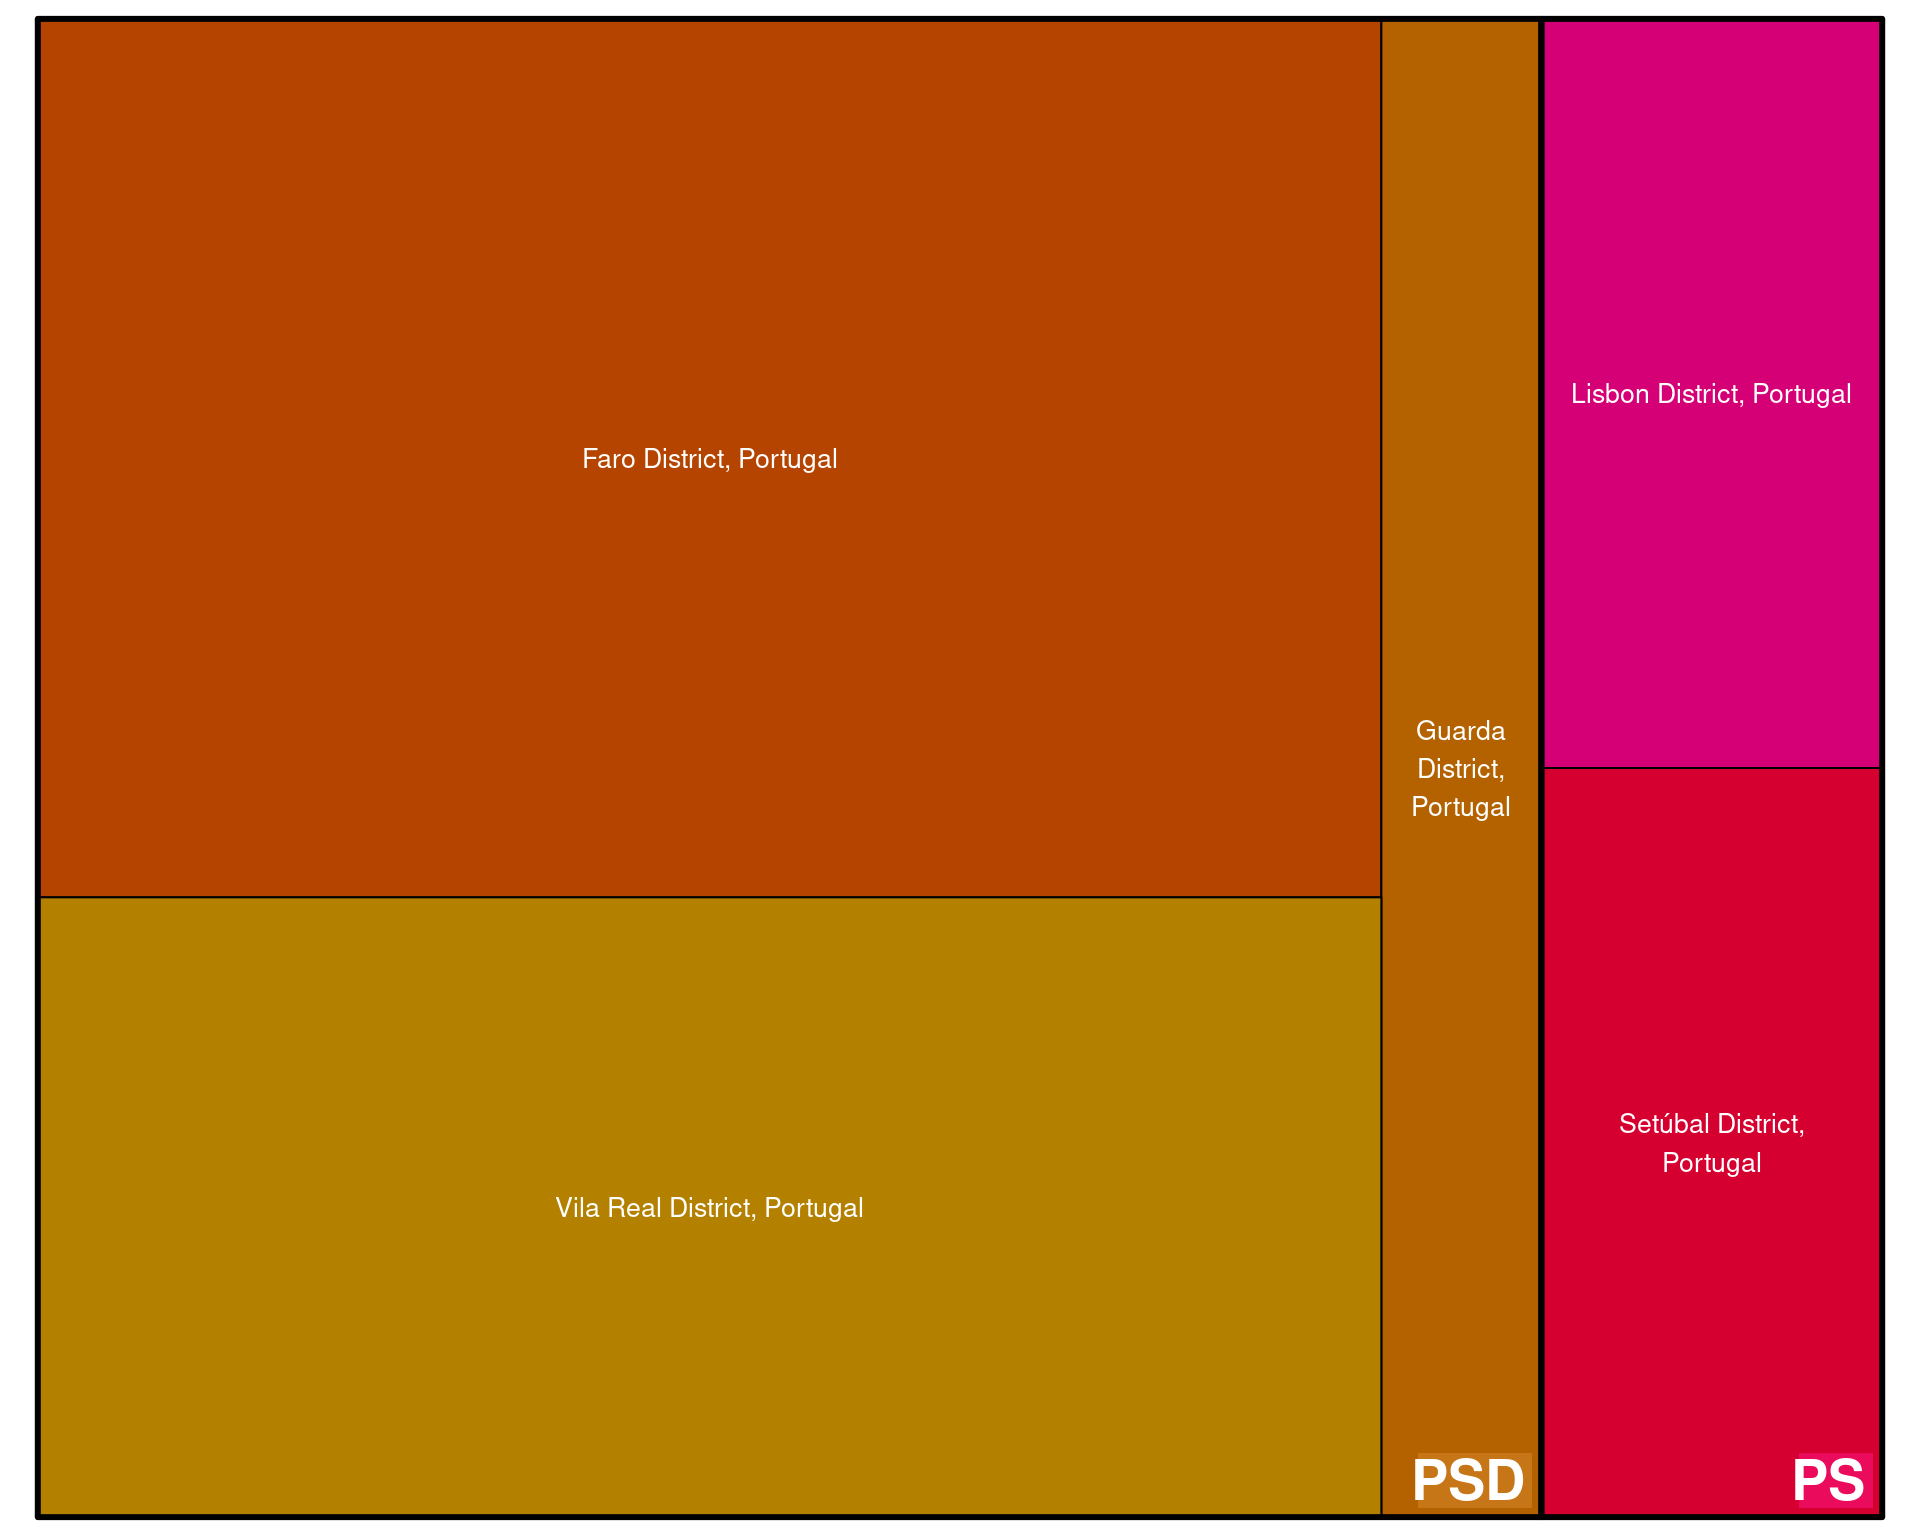 Faro District, Portugal
Vila Real District, Portugal
Guarda
District,
Portugal
PSD
Lisbon District, Portugal
Setúbal District,
Portugal
PS